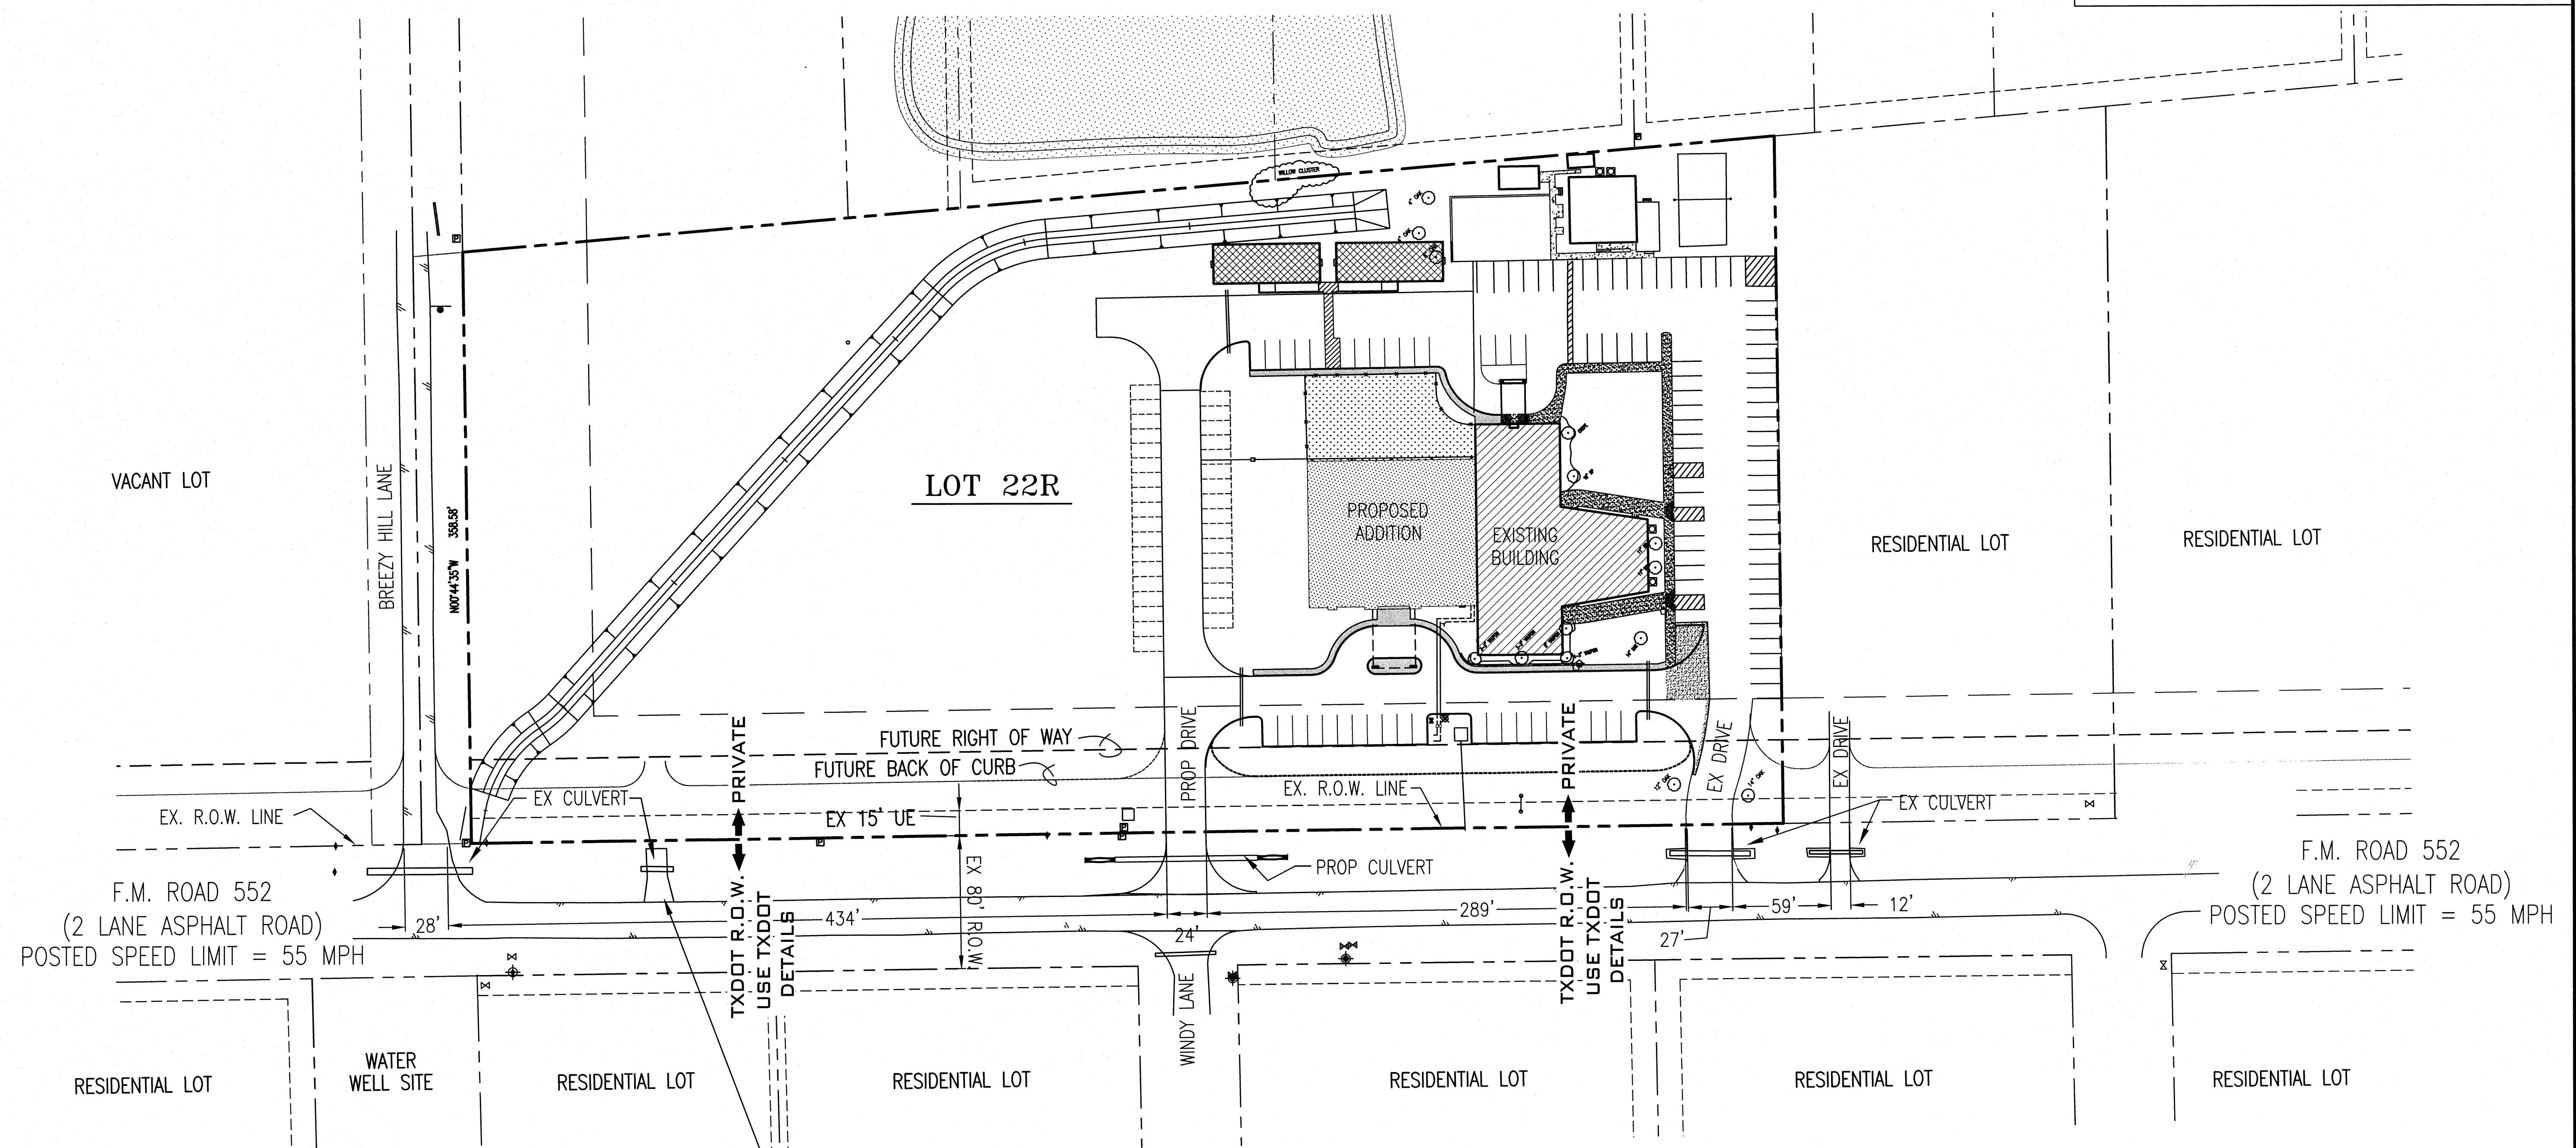 WILLOW CLUSTER
VACANT LOT
BREEZY HILL LANE
N00°44'35"W 358.58'
LOT 22R
PROPOSED
ADDITION
EXISTING
BUILDING
RESIDENTIAL LOT
RESIDENTIAL LOT
FUTURE RIGHT OF WAY
FUTURE BACK OF CURB
PRIVATE
PROP DRIVE
PRIVATE
EX DRIVE
EX DRIVE
12" OAK
14" OAK
EX. R.O.W. LINE
EX CULVERT
EX 15' UE
EX. R.O.W. LINE
EX CULVERT
PROP CULVERT
F.M. ROAD 552
(2 LANE ASPHALT ROAD)
POSTED SPEED LIMIT = 55 MPH
28'
434'
EX 80' R.O.W.
24'
289'
27'
59'
12'
F.M. ROAD 552
(2 LANE ASPHALT ROAD)
POSTED SPEED LIMIT = 55 MPH
TXDOT R.O.W.
USE TXDOT
DETAILS
TXDOT R.O.W.
USE TXDOT
DETAILS
WINDY LANE
RESIDENTIAL LOT
WATER
WELL SITE
RESIDENTIAL LOT
RESIDENTIAL LOT
RESIDENTIAL LOT
RESIDENTIAL LOT
RESIDENTIAL LOT